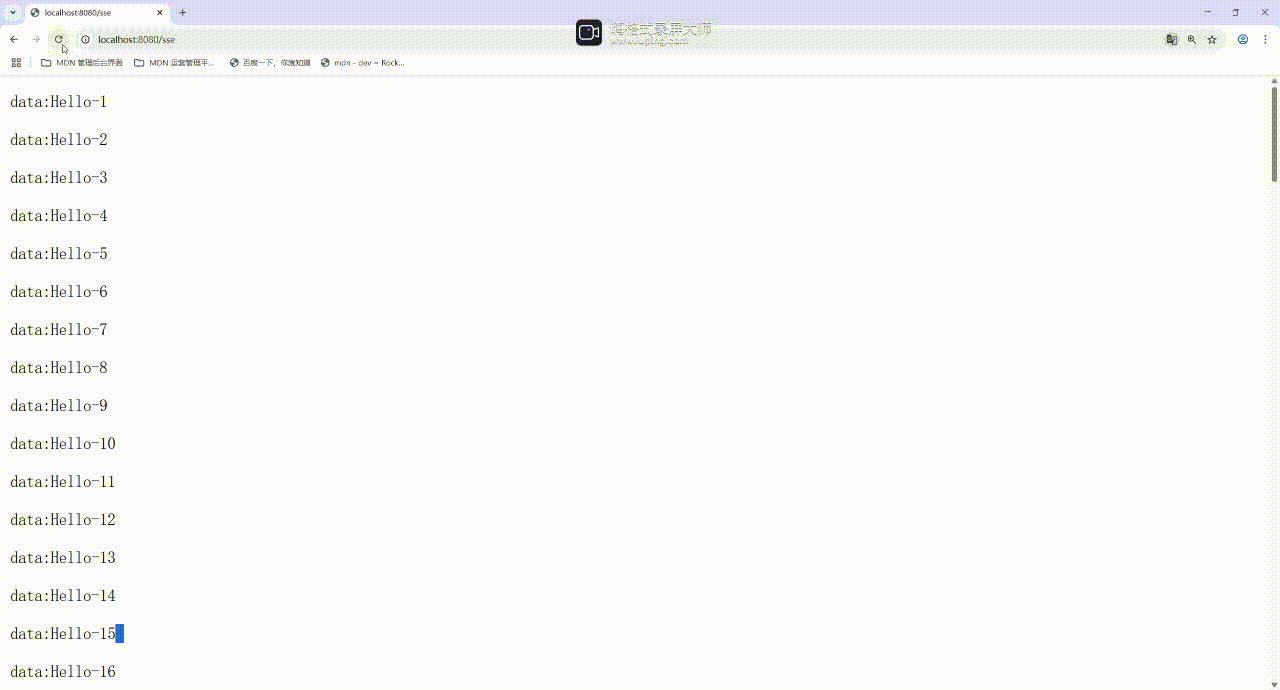 localhost:8080/sse
localhost:8080/sse
嗨格式录屏大师
www.luping.com
MDN 管理后台界面
MDN 运营管理平...
百度一下，你就知道
mdn - dev - Rock...
data:Hello-1
data:Hello-2
data:Hello-3
data:Hello-4
data:Hello-5
data:Hello-6
data:Hello-7
data:Hello-8
data:Hello-9
data:Hello-10
data:Hello-11
data:Hello-12
data:Hello-13
data:Hello-14
data:Hello-15
data:Hello-16